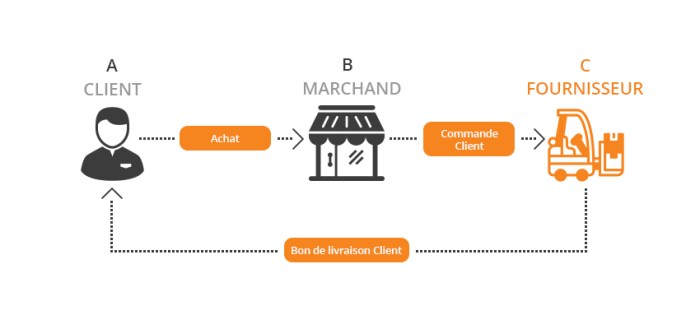 A
CLIENT
B
MARCHAND
C
FOURNISSEUR
Achat
Commande
Client
Bon de livraison Client